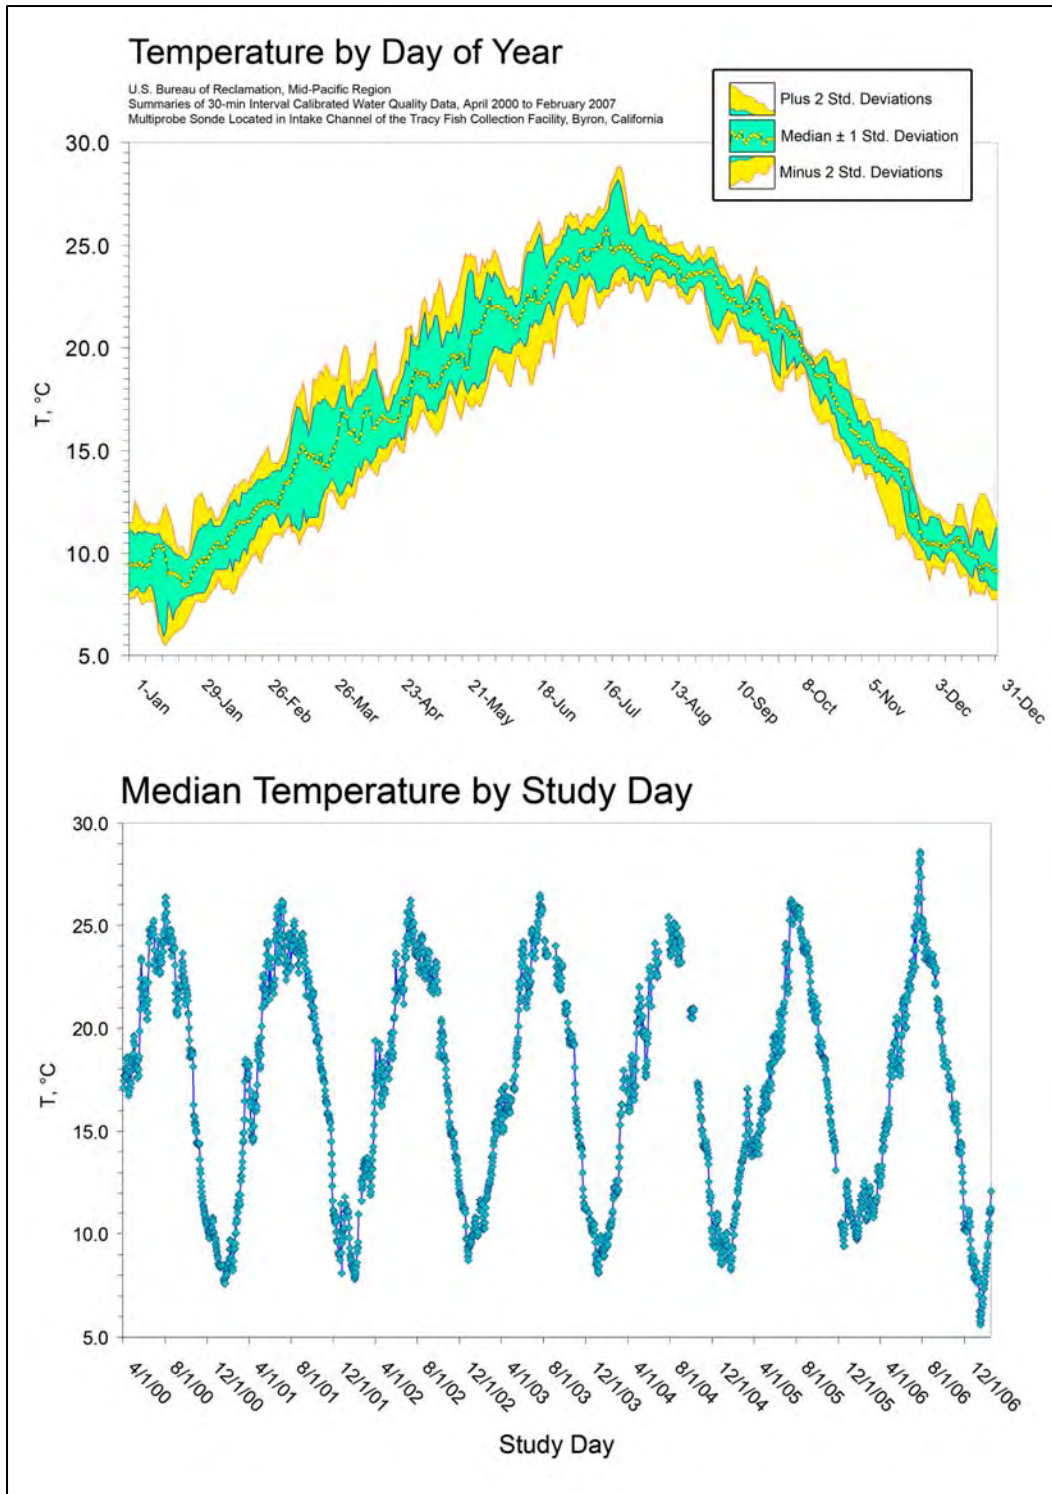 Temperature by Day of Year
U.S. Bureau of Reclamation, Mid-Pacific Region
Summaries of 30-min Interval Calibrated Water Quality Data, April 2000 to February 2007
Multiprobe Sonde Located in Intake Channel of the Tracy Fish Collection Facility, Byron, California
Plus 2 Std. Deviations
Median ± 1 Std. Deviation
Minus 2 Std. Deviations
30.0
25.0
20.0
15.0
10.0
5.0
T, °C
1-Jan
29-Jan
26-Feb
26-Mar
23-Apr
21-May
18-Jun
16-Jul
13-Aug
10-Sep
8-Oct
5-Nov
3-Dec
31-Dec
Median Temperature by Study Day
30.0
25.0
20.0
15.0
10.0
5.0
T, °C
4/1/00
8/1/00
12/1/00
4/1/01
8/1/01
12/1/01
4/1/02
8/1/02
12/1/02
4/1/03
8/1/03
12/1/03
4/1/04
8/1/04
12/1/04
4/1/05
8/1/05
12/1/05
4/1/06
8/1/06
12/1/06
Study Day